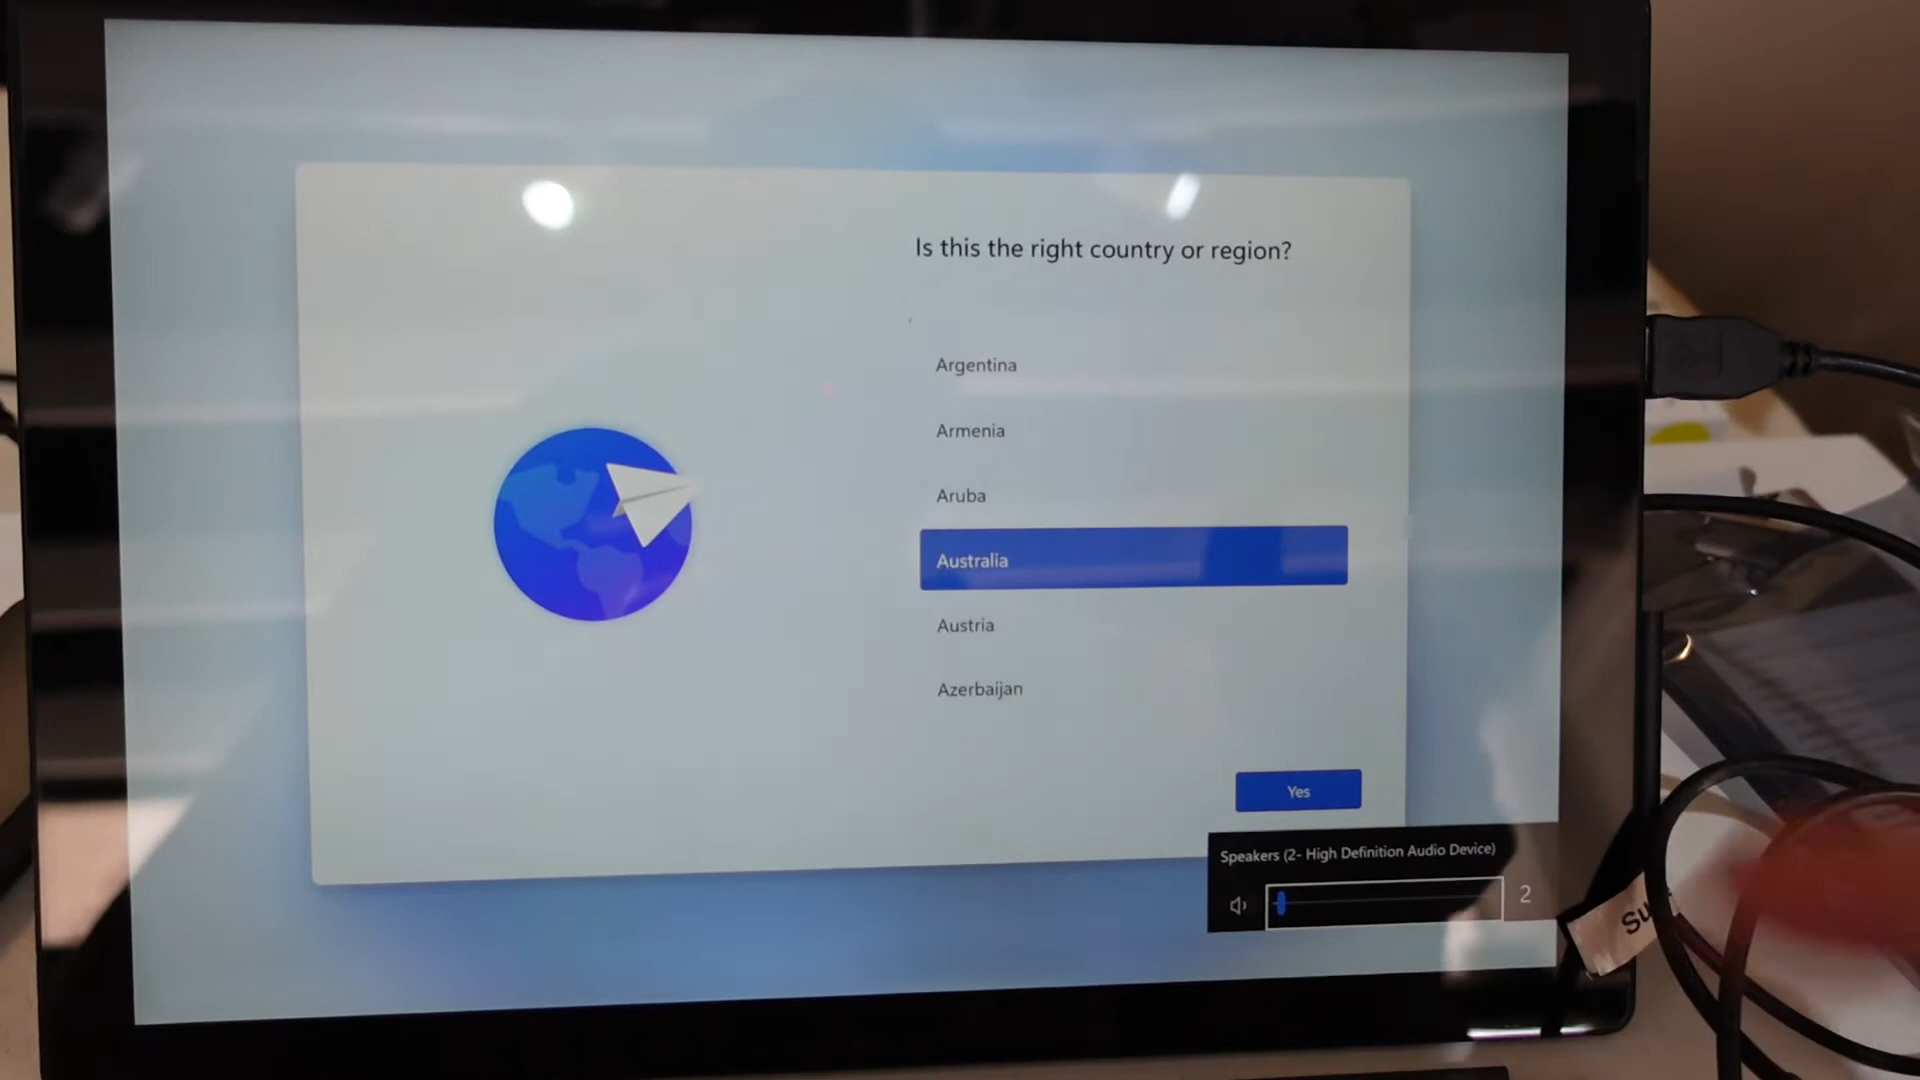 Is this the right country or region?
Argentina
Armenia
Aruba
Australia
Austria
Azerbaijan
Yes
Speakers (2- High Definition Audio Device)
2
Su